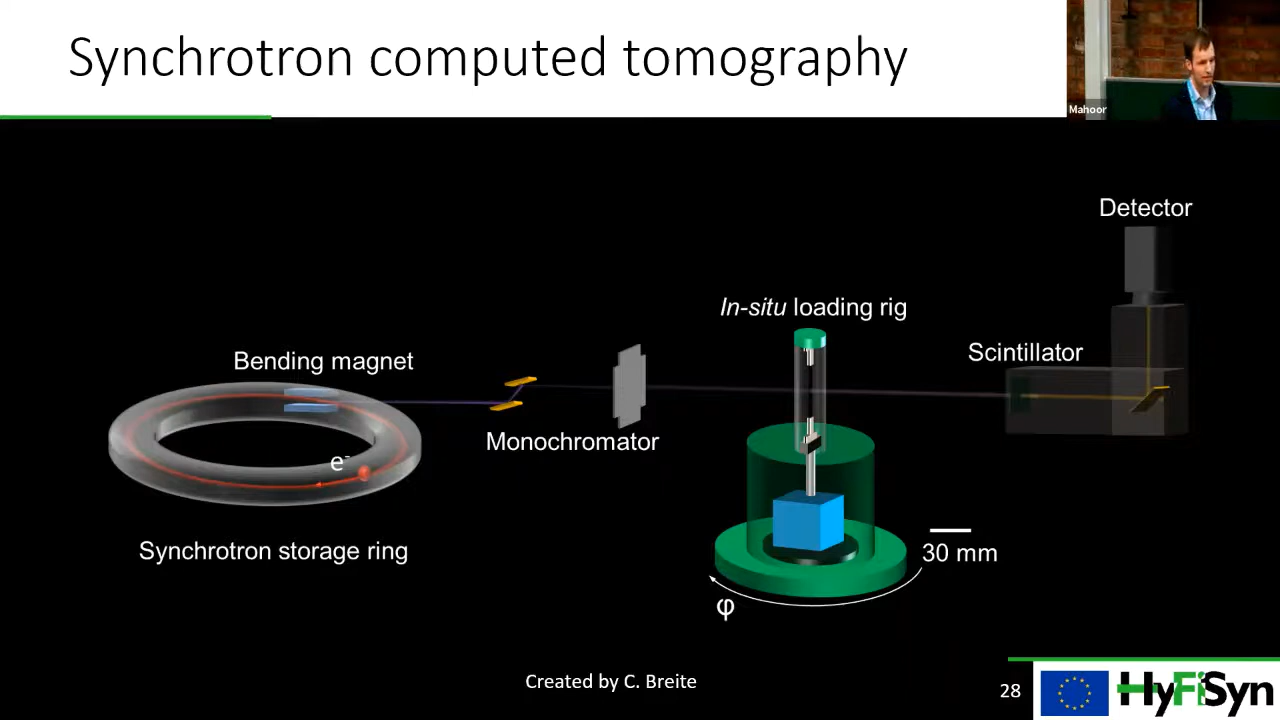 Synchrotron computed tomography
Mahoor
Detector
In-situ loading rig
Scintillator
Bending magnet
Monochromator
e-
Synchrotron storage ring
30 mm
φ
Created by C. Breite
28
HyFiSyn